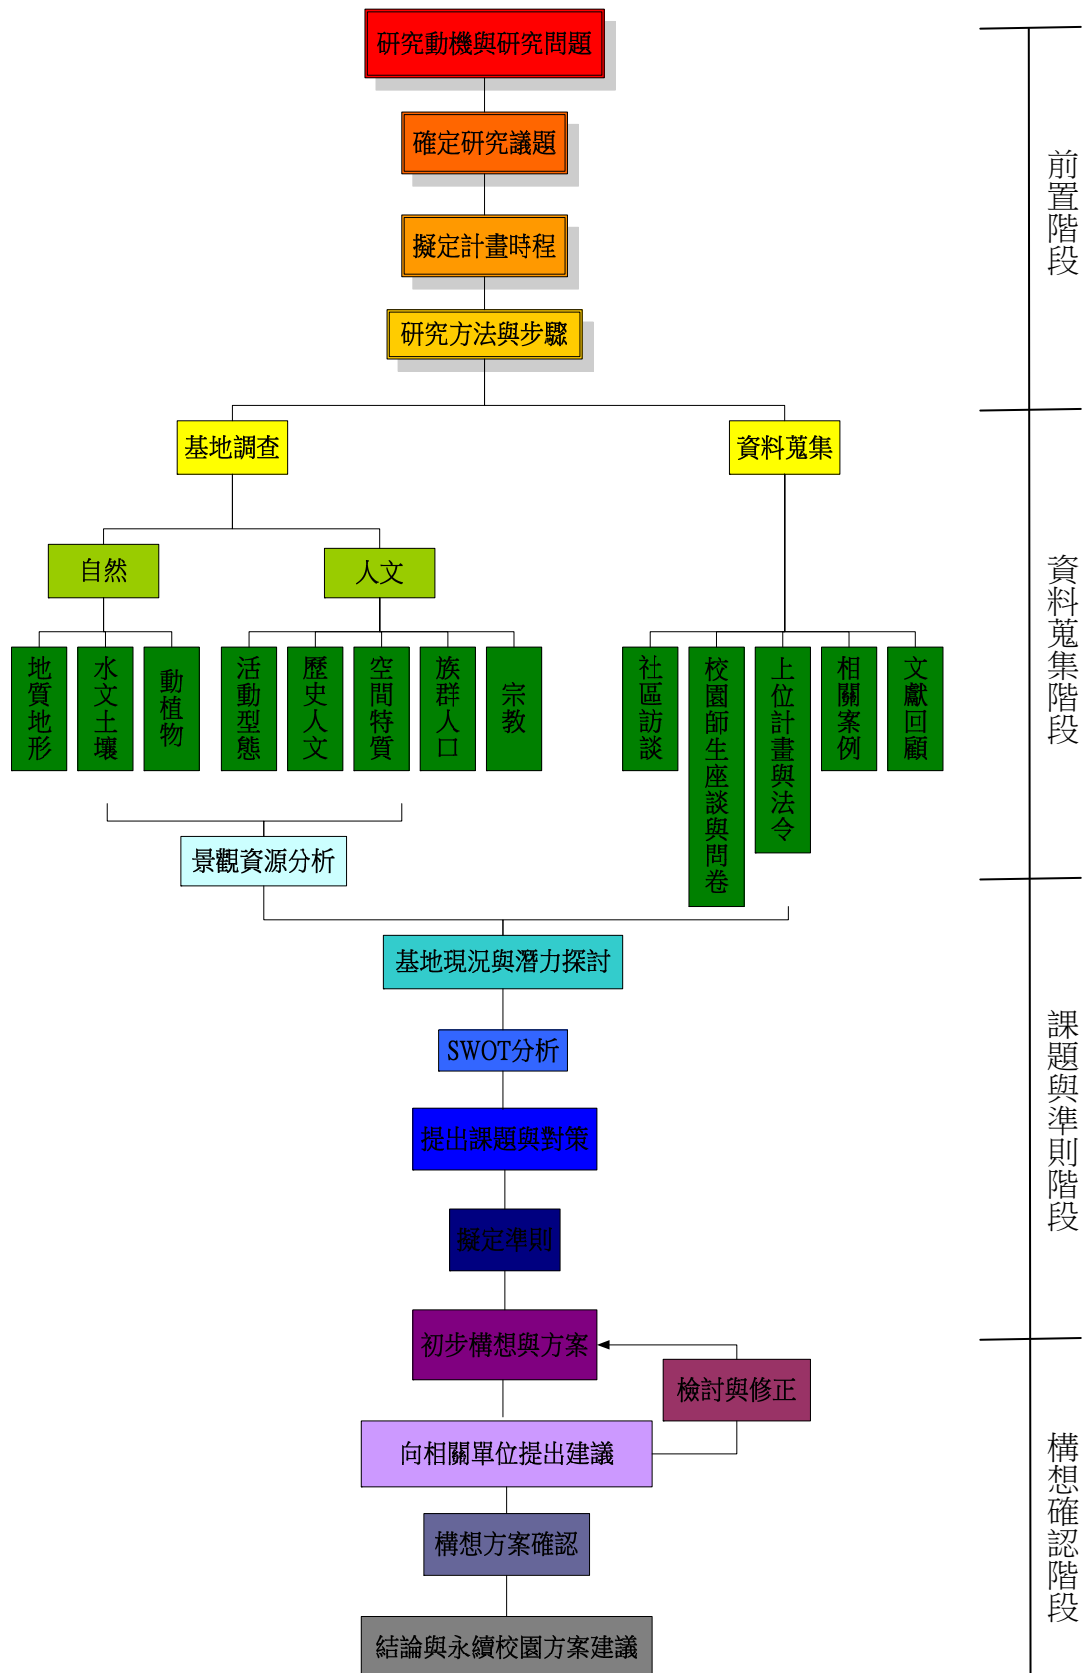 研究動機與研究問題
確定研究議題
擬定計畫時程
研究方法與步驟
前置階段
基地調查
資料蒐集
自然
人文
地質地形
水文土壤
動植物
活動型態
歷史人文
空間特質
族群人口
宗教
社區訪談
校園師生座談與問卷
上位計畫與法令
相關案例
文獻回顧
資料蒐集階段
景觀資源分析
基地現況與潛力探討
SWOT分析
提出課題與對策
擬定準則
課題與準則階段
初步構想與方案
檢討與修正
向相關單位提出建議
構想方案確認
結論與永續校園方案建議
構想確認階段